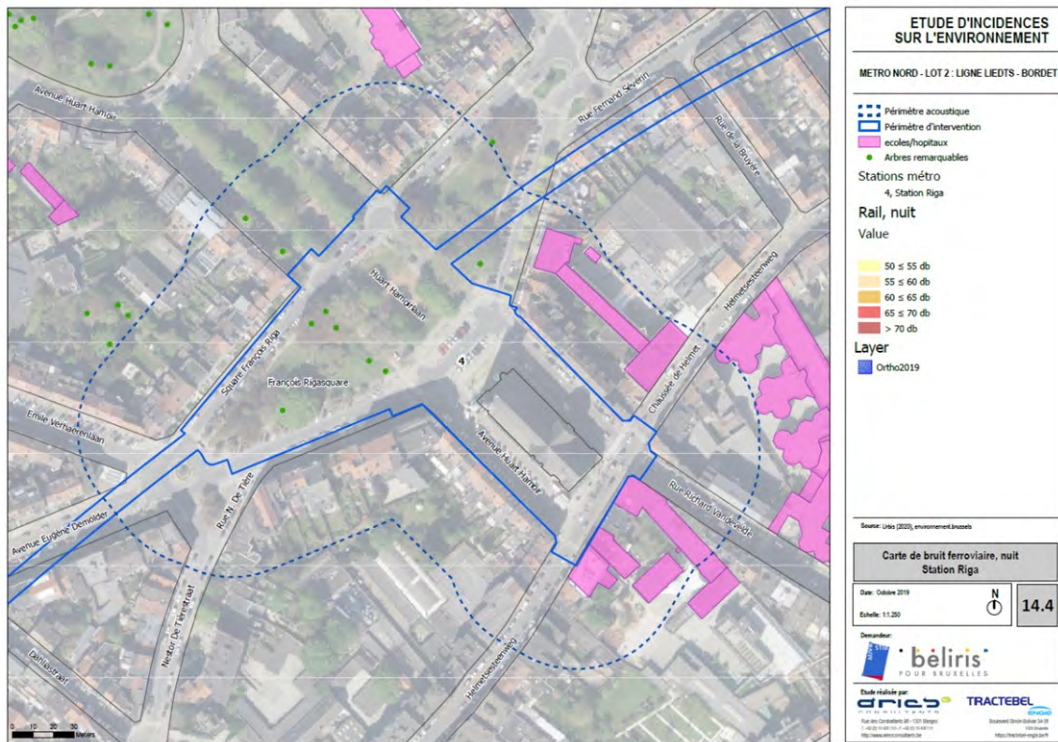 Avenue Huart Hamoir
Rue Fernand Séverin
Rue de la Bruyère
Huart Hamoirlaan
Helmetsesteenweg
Square François Riga
4
François Rigasquare
Chaussée de Helmet
Emile Verhaerenlaan
Avenue Huart Hamoir
Rue N. De Tière
Rue Richard Vandevelde
Avenue Eugène Demolder
Nestor De Tièrestraat
Helmetsesteenweg
Dahliastraat
0 10 20 30
Meters
ETUDE D'INCIDENCES
SUR L'ENVIRONNEMENT
METRO NORD - LOT 2 : LIGNE LIEDTS - BORDET
Périmètre acoustique
Périmètre d'intervention
ecoles/hopitaux
Arbres remarquables
Stations métro
4, Station Riga
Rail, nuit
Value
50 ≤ 55 db
55 ≤ 60 db
60 ≤ 65 db
65 ≤ 70 db
> 70 db
Layer
Ortho2019
Source: Urbis (2020), environnement.brussels
Carte de bruit ferroviaire, nuit
Station Riga
Date: Octobre 2019
N
Echelle: 1:1.250
14.4
Demandeur:
beliris
POUR BRUXELLES
Etude réalisée par:
aries
CONSULTANTS
TRACTEBEL
ENGIE